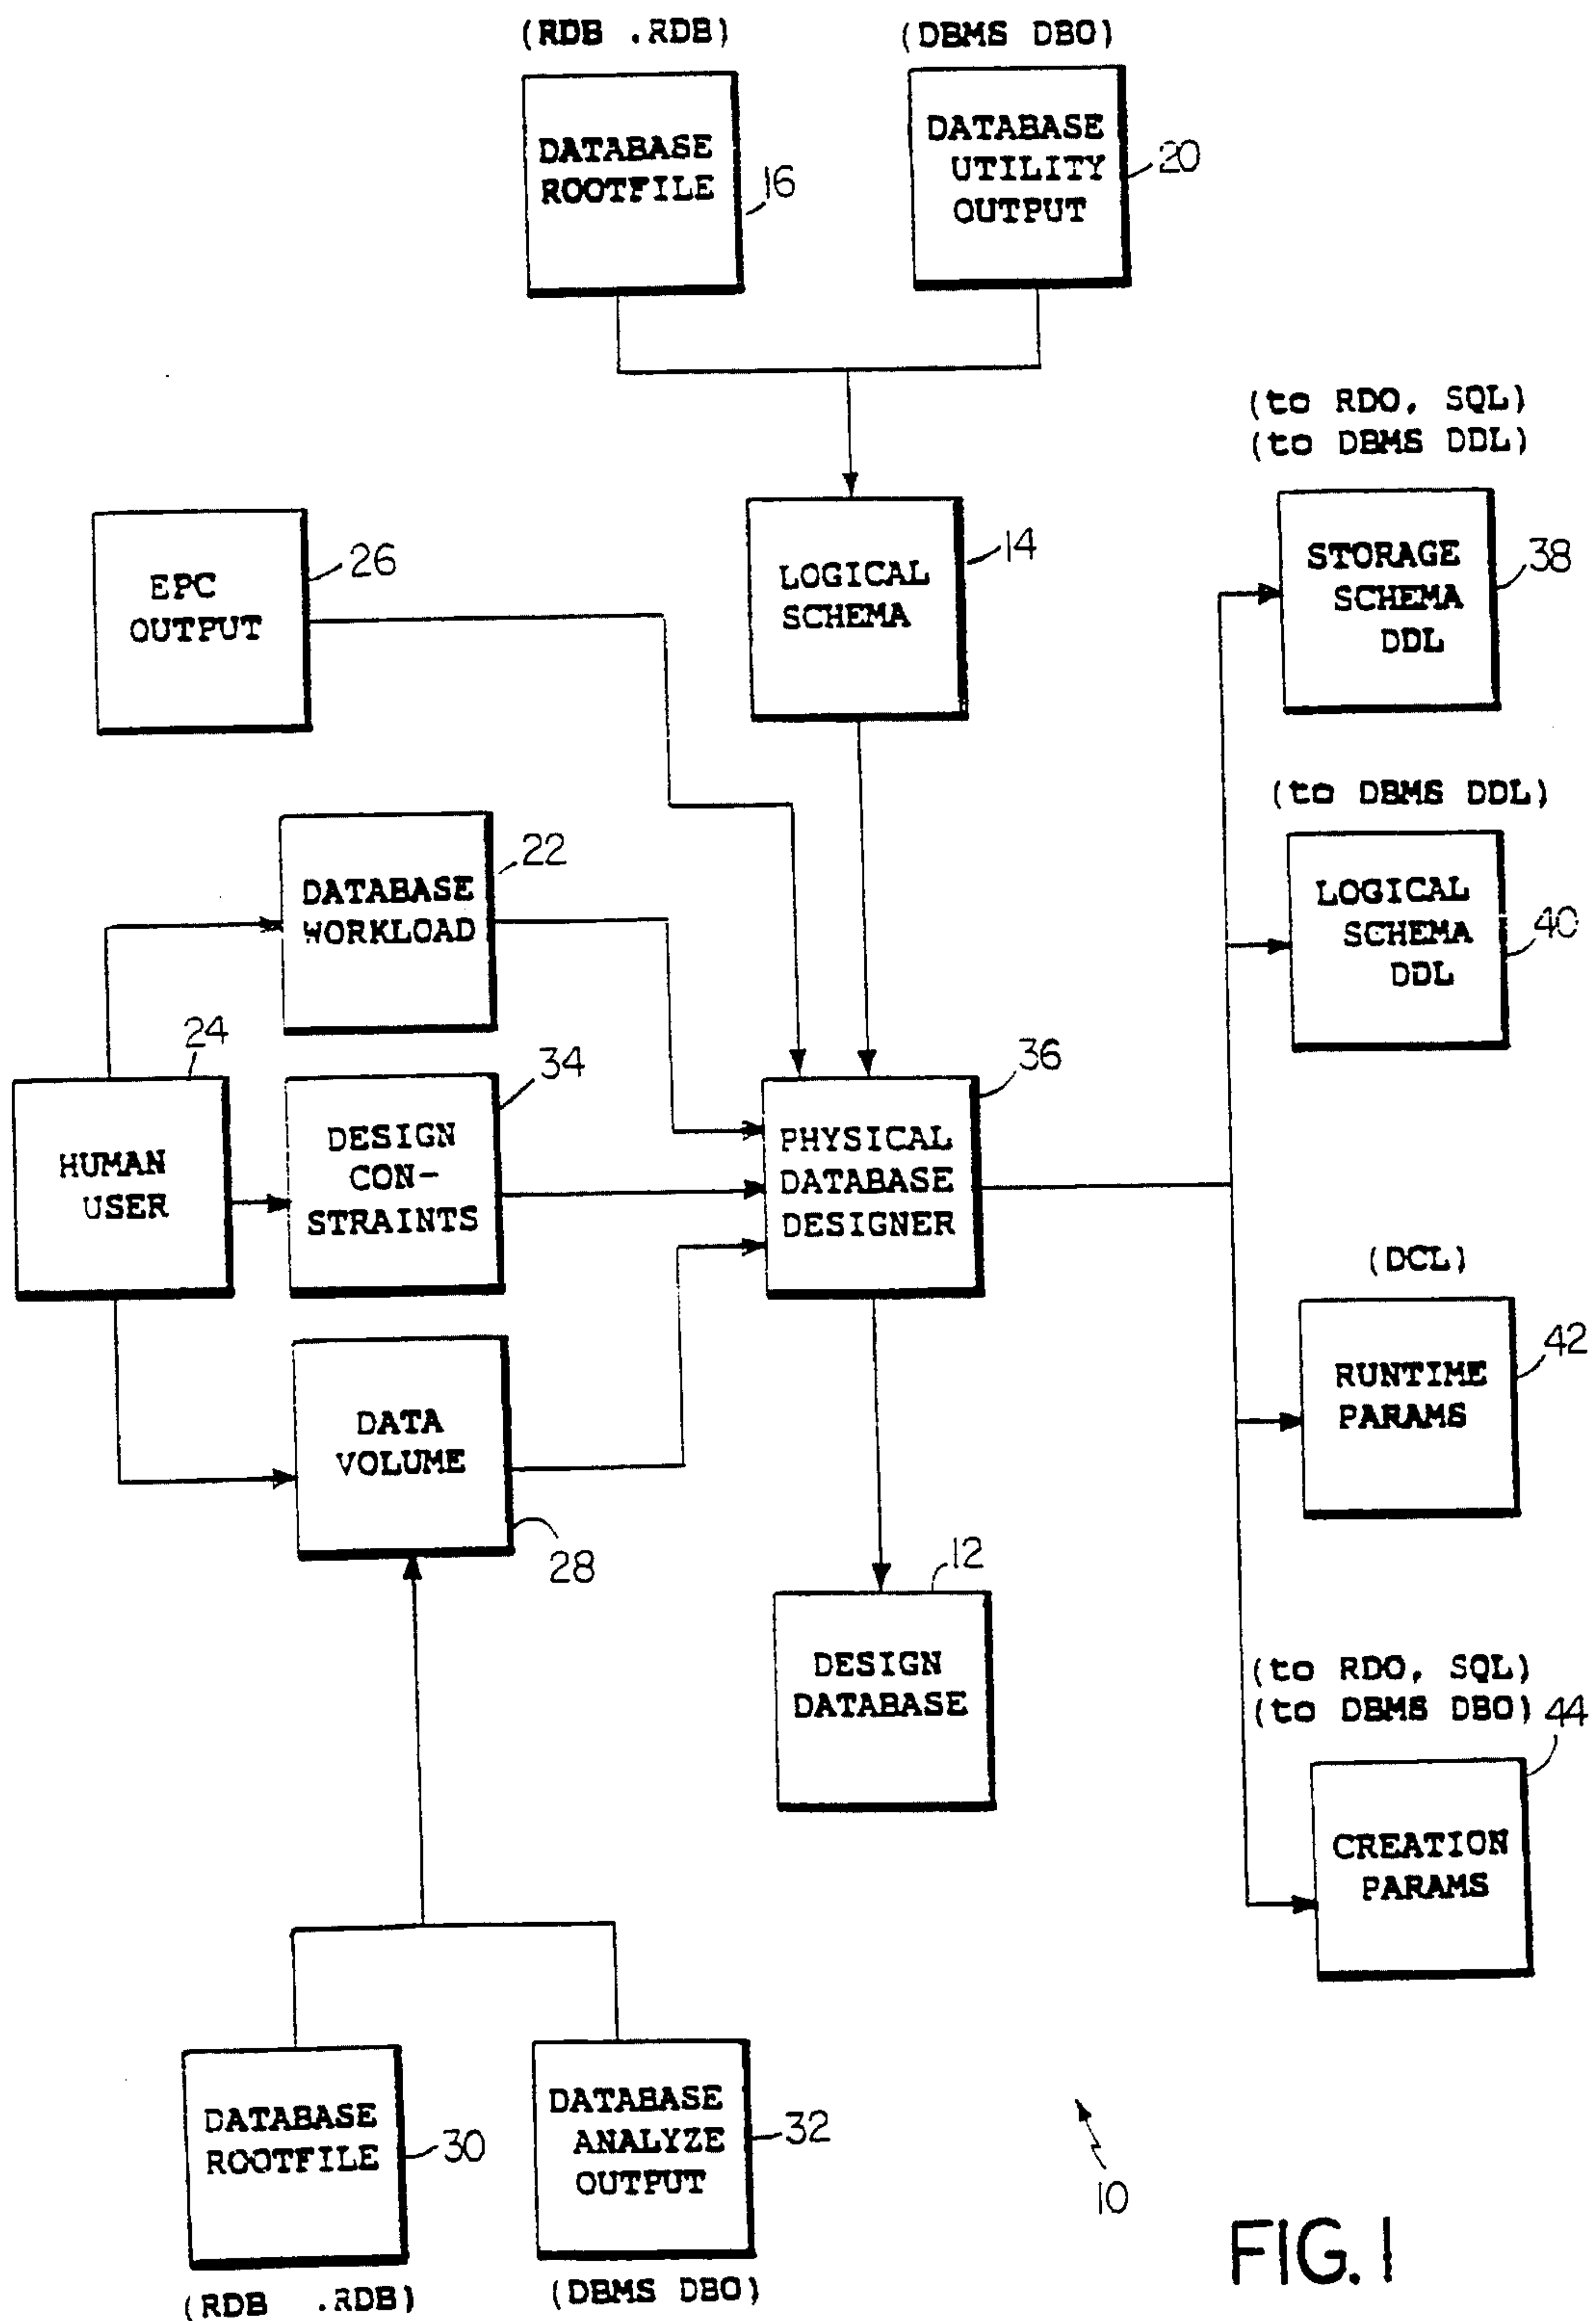 (RDB .RDB)
(DBMS DBO)
DATABASE
ROOTFILE
16
DATABASE
UTILITY
OUTPUT
20
(to RDO, SQL)
(to DBMS DDL)
EPC
OUTPUT
26
LOGICAL
SCHEMA
14
STORAGE
SCHEMA
DDL
38
(to DBMS DDL)
DATABASE
WORKLOAD
22
LOGICAL
SCHEMA
DDL
40
HUMAN
USER
24
DESIGN
CON-
STRAINTS
34
PHYSICAL
DATABASE
DESIGNER
36
(DCL)
DATA
VOLUME
28
RUNTIME
PARAMS
42
DESIGN
DATABASE
12
(to RDO, SQL)
(to DBMS DBO)
44
CREATION
PARAMS
DATABASE
ROOTFILE
30
DATABASE
ANALYZE
OUTPUT
32
(RDB .RDB)
(DBMS DBO)
10
FIG. 1